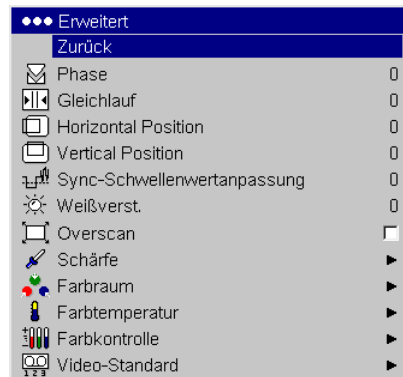 Erweitert
Zurück
Phase 0
Gleichlauf 0
Horizontal Position 0
Vertical Position 0
Sync-Schwellenwertanpassung 0
Weißverst. 0
Overscan
Schärfe
Farbraum
Farbtemperatur
Farbkontrolle
Video-Standard